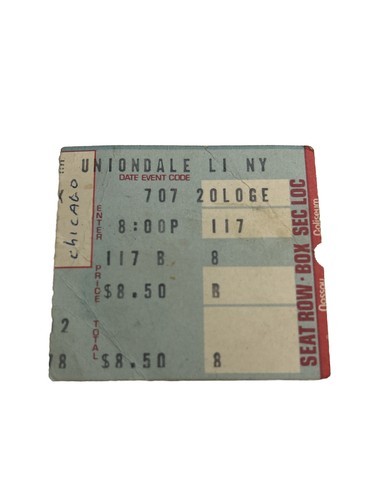 UNIONDALE LI NY
DATE EVENT CODE
707 20LOGE
ENTER 8:00P 117
117 B 8
PRICE $8.50 B
2
TOTAL
78 $8.50 8
CHICAGO
SEAT ROW·BOX SEC LOC
Coliseum
Nassau